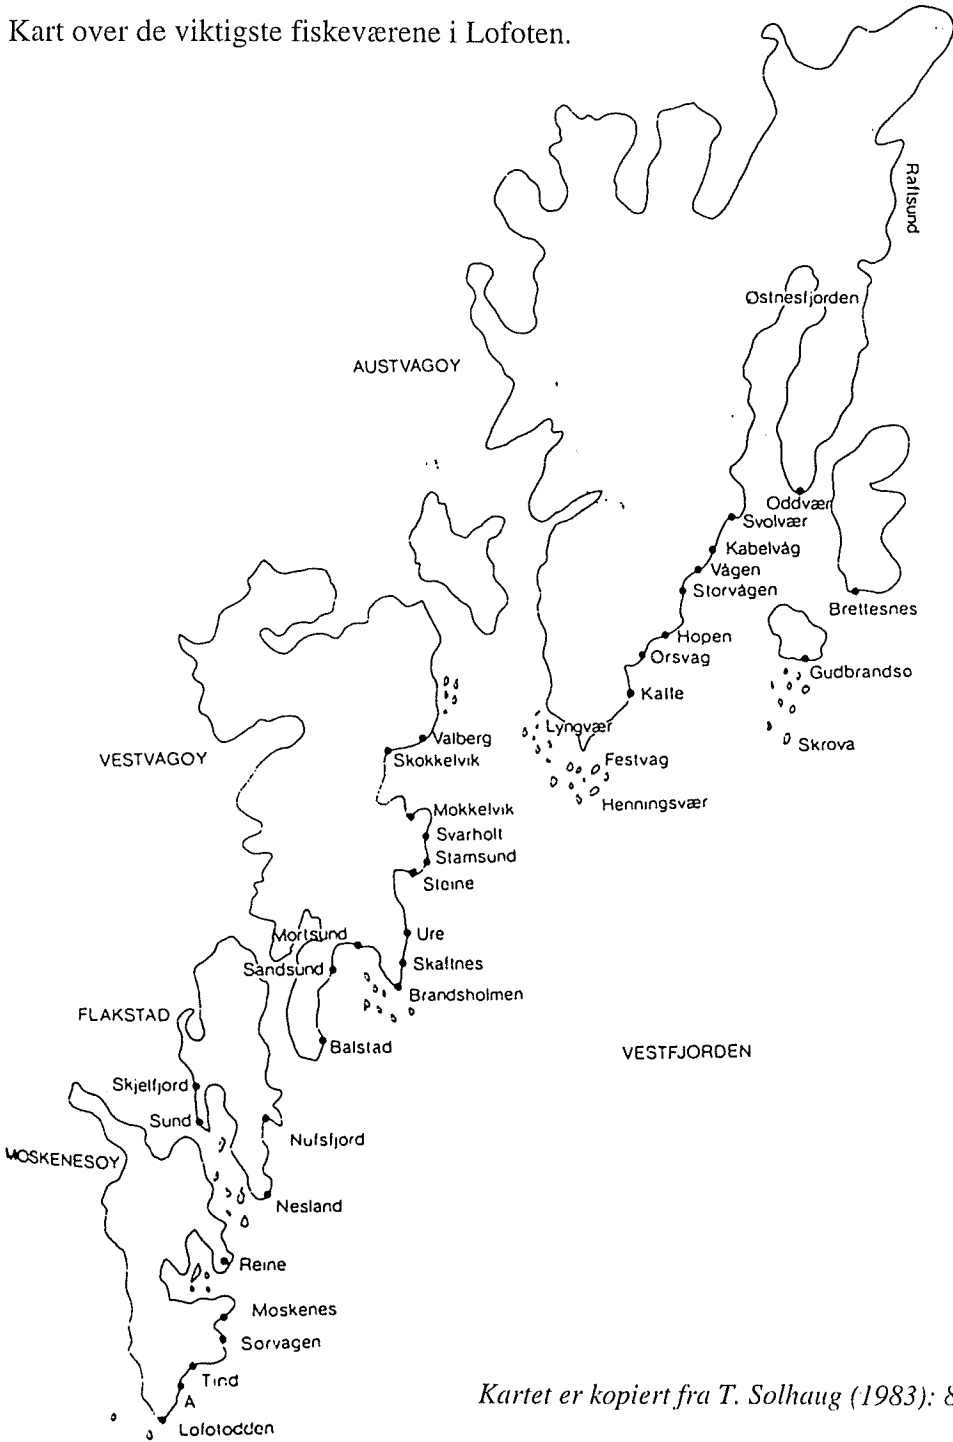 Kart over de viktigste fiskeværene i Lofoten.
Raftsund
Ostnesfjorden
AUSTVAGOY
Oddvær
Svolvær
Kabelvåg
Vågen
Storvågen
Brettesnes
Hopen
Orsvag
Gudbrandso
Kalle
Lyngvær
Valberg
Skrova
VESTVAGOY
Skokkelvik
Festvag
Henningsvær
Mokkelvik
Svarholt
Stamsund
Steine
Ure
Mortsund
Skaftnes
Sandsund
Brandsholmen
FLAKSTAD
Balstad
VESTFJORDEN
Skjelfjord
Sund
Nufsfjord
MOSKENESOY
Nesland
Reine
Moskenes
Sorvagen
Tind
A
Kartet er kopiert fra T. Solhaug (1983): 8
Lofotodden